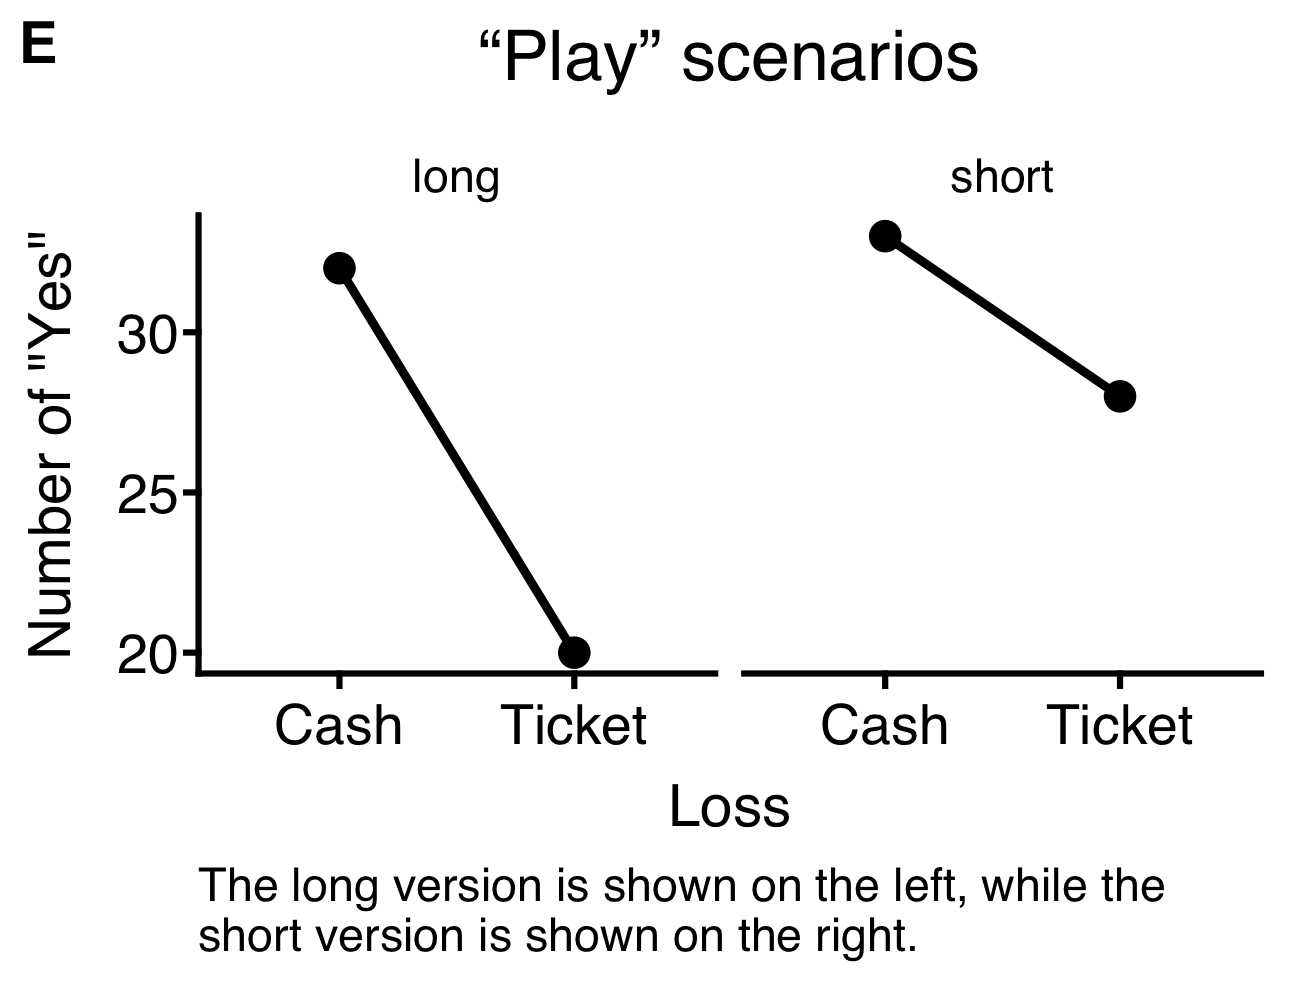 E
“Play” scenarios
long
short
Number of "Yes"
30
25
20
Cash
Ticket
Cash
Ticket
Loss
The long version is shown on the left, while the
short version is shown on the right.